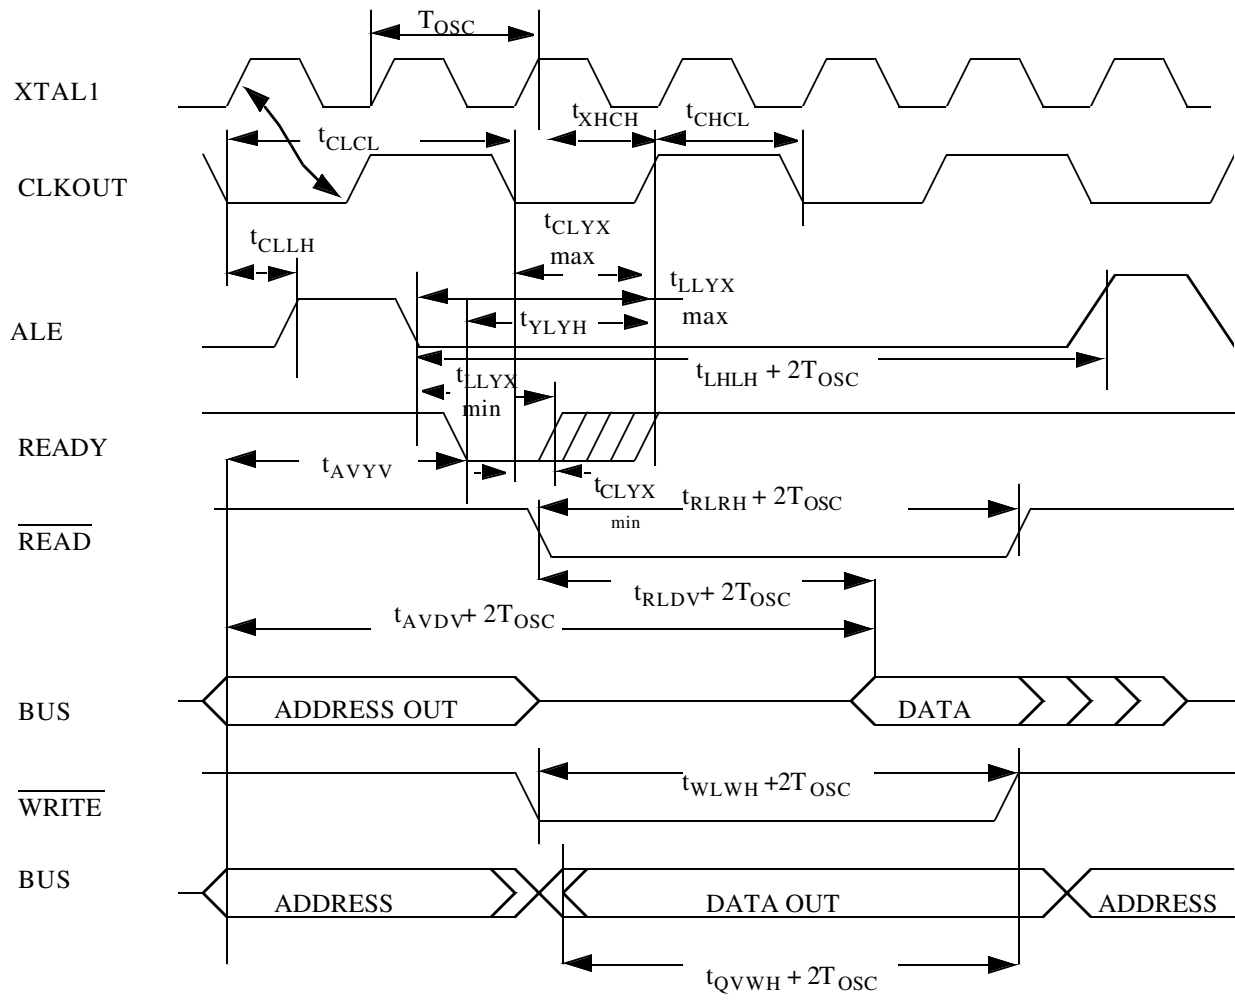 TOSC
XTAL1
tXHCH
tCHCL
tCLCL
CLKOUT
tCLYX
max
tCLLH
tLLYX
max
tYLYH
ALE
tLHLH + 2TOSC
tLLYX
min
READY
tAVYV
tCLYX
min
tRLRH + 2TOSC
READ
tRLDV+ 2TOSC
tAVDV+ 2TOSC
BUS
ADDRESS OUT
DATA
tWLWH +2TOSC
WRITE
BUS
ADDRESS
DATA OUT
ADDRESS
tQVWH + 2TOSC